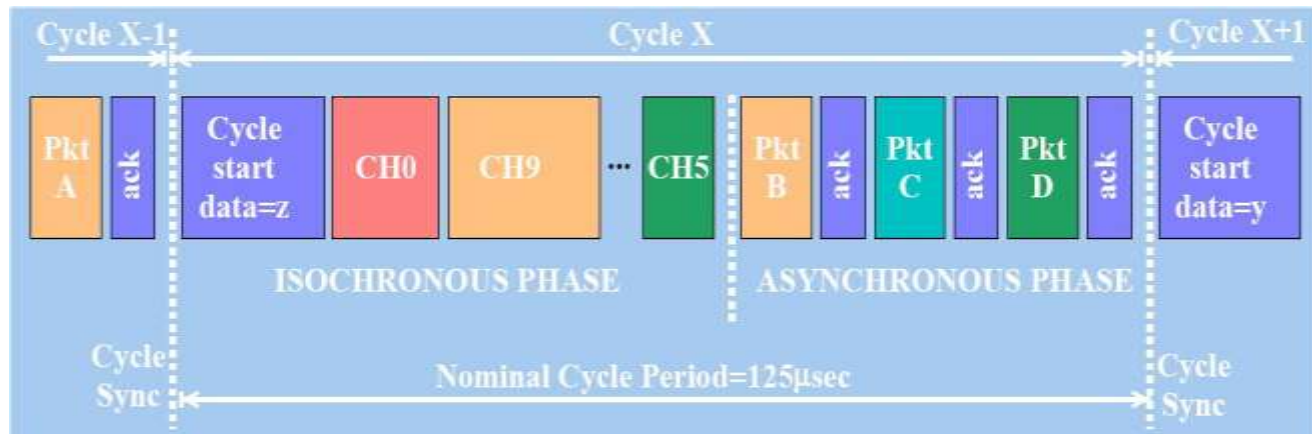 Cycle X-1
Cycle X
Cycle X+1
Pkt
A
ack
Cycle
start
data=z
CH0
CH9
...
CH5
Pkt
B
ack
Pkt
C
ack
Pkt
D
ack
Cycle
start
data=y
ISOCHRONOUS PHASE
ASYNCHRONOUS PHASE
Cycle
Sync
Nominal Cycle Period=125μsec
Cycle
Sync